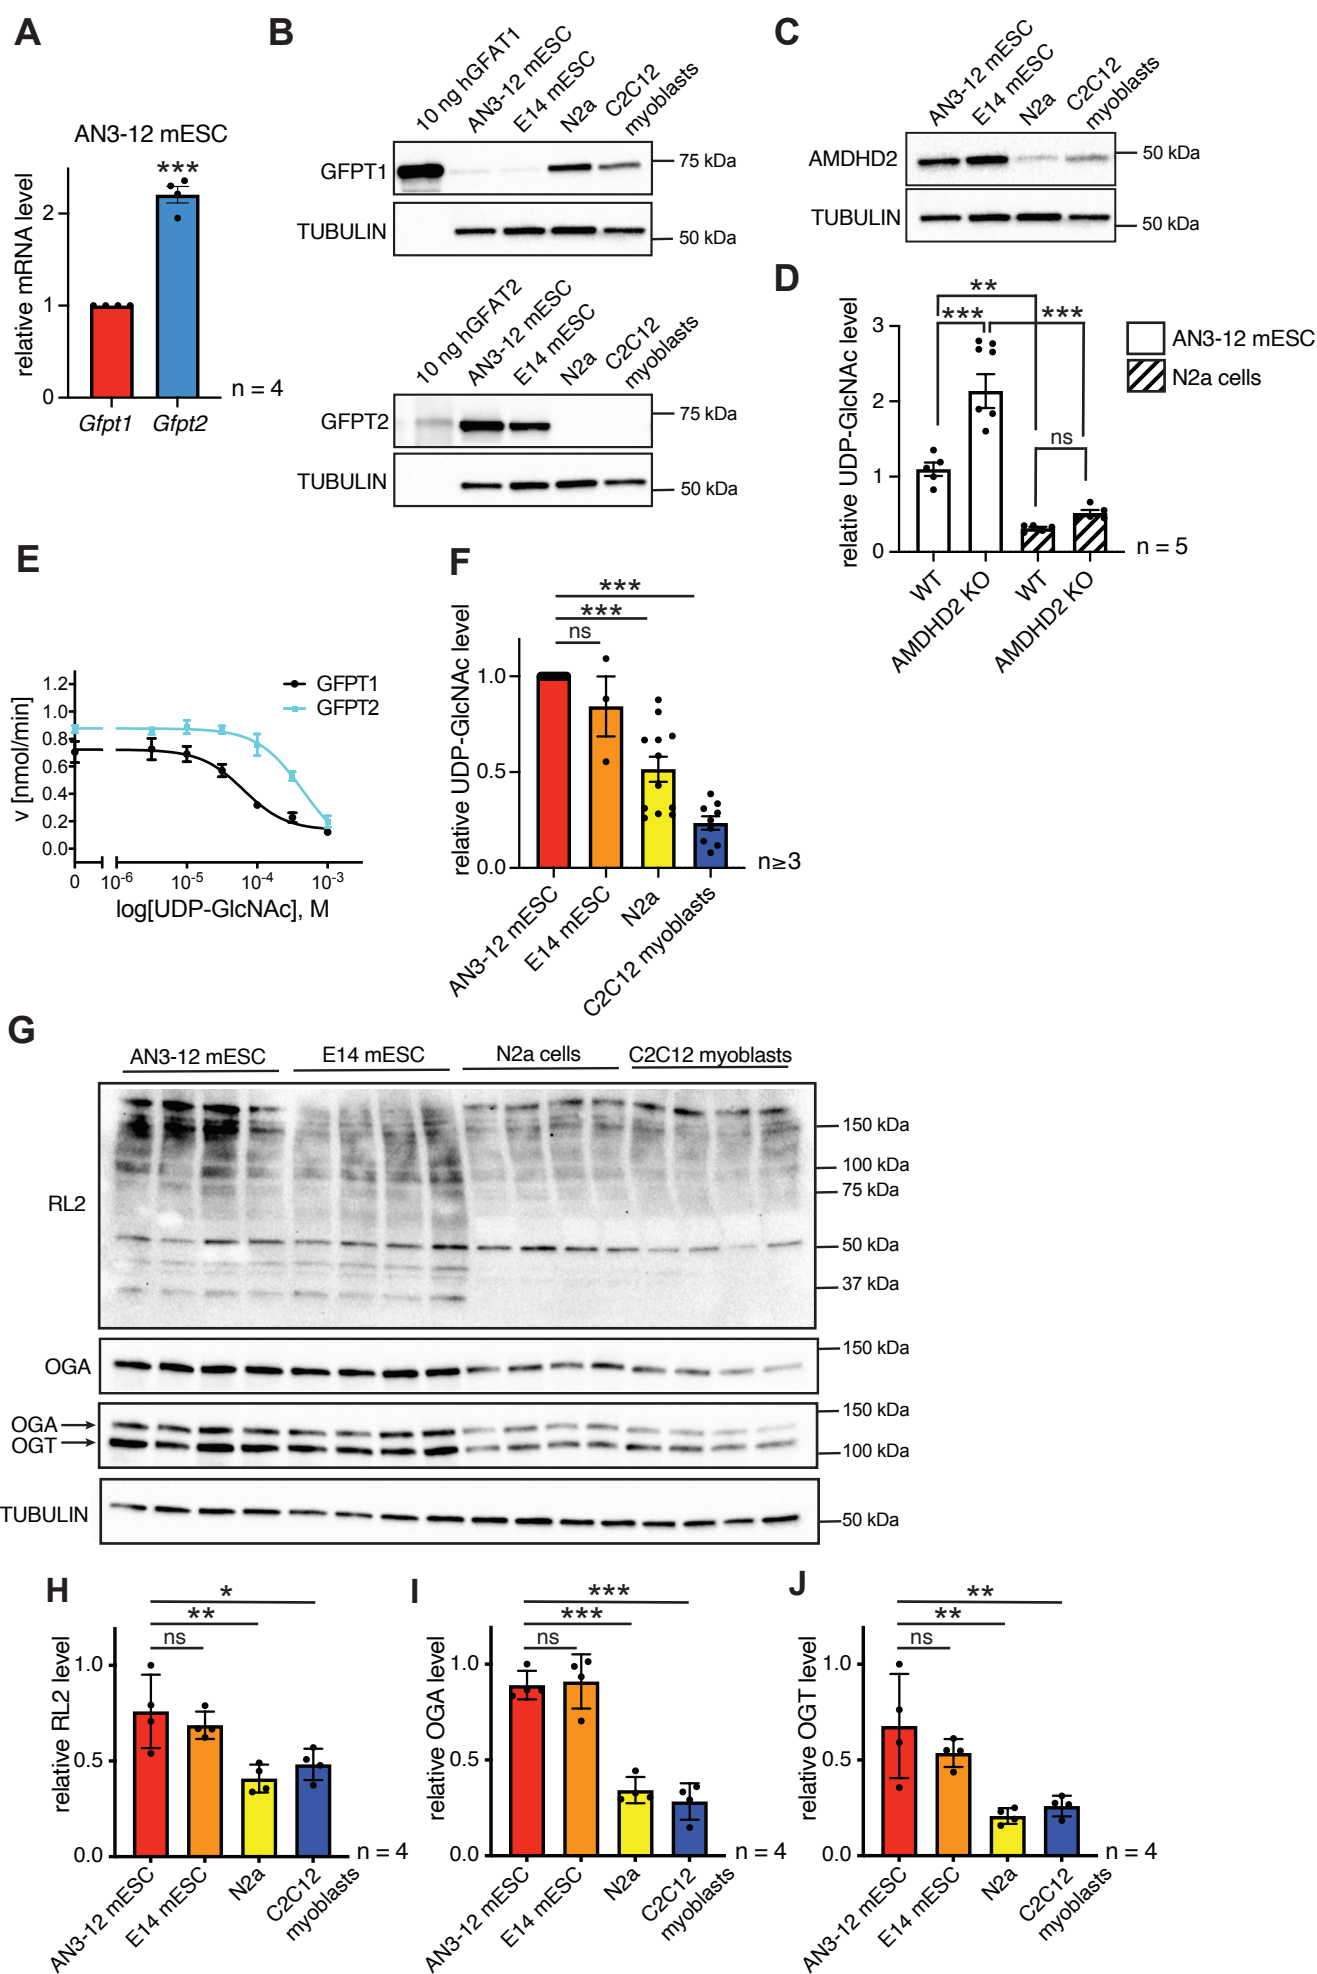 A
AN3-12 mESC
***
relative mRNA level
2
1
0
Gfpt1
Gfpt2
n = 4
B
10 ng hGFAT1
AN3-12 mESC
E14 mESC
N2a
C2C12
myoblasts
GFPT1
75 kDa
TUBULIN
50 kDa
10 ng hGFAT2
AN3-12 mESC
E14 mESC
N2a
C2C12
myoblasts
GFPT2
75 kDa
TUBULIN
50 kDa
C
AN3-12 mESC
E14 mESC
N2a
C2C12
myoblasts
AMDHD2
50 kDa
TUBULIN
50 kDa
D
**
***
***
ns
relative UDP-GlcNAc level
3
2
1
0
WT
AMDHD2 KO
WT
AMDHD2 KO
n = 5
AN3-12 mESC
N2a cells
E
v [nmol/min]
1.2
1.0
0.8
0.6
0.4
0.2
0.0
GFPT1
GFPT2
0
10-6
10-5
10-4
10-3
log[UDP-GlcNAc], M
F
***
***
ns
relative UDP-GlcNAc level
1.0
0.5
0.0
n≥3
AN3-12 mESC
E14 mESC
N2a
C2C12 myoblasts
G
AN3-12 mESC
E14 mESC
N2a cells
C2C12 myoblasts
RL2
150 kDa
100 kDa
75 kDa
50 kDa
37 kDa
OGA
150 kDa
OGA
OGT
150 kDa
100 kDa
TUBULIN
50 kDa
H
*
**
ns
relative RL2 level
1.0
0.5
0.0
n = 4
AN3-12 mESC
E14 mESC
N2a
C2C12
myoblasts
I
***
***
ns
relative OGA level
1.0
0.5
0.0
n = 4
AN3-12 mESC
E14 mESC
N2a
C2C12
myoblasts
J
**
**
ns
relative OGT level
1.0
0.5
0.0
n = 4
AN3-12 mESC
E14 mESC
N2a
C2C12
myoblasts